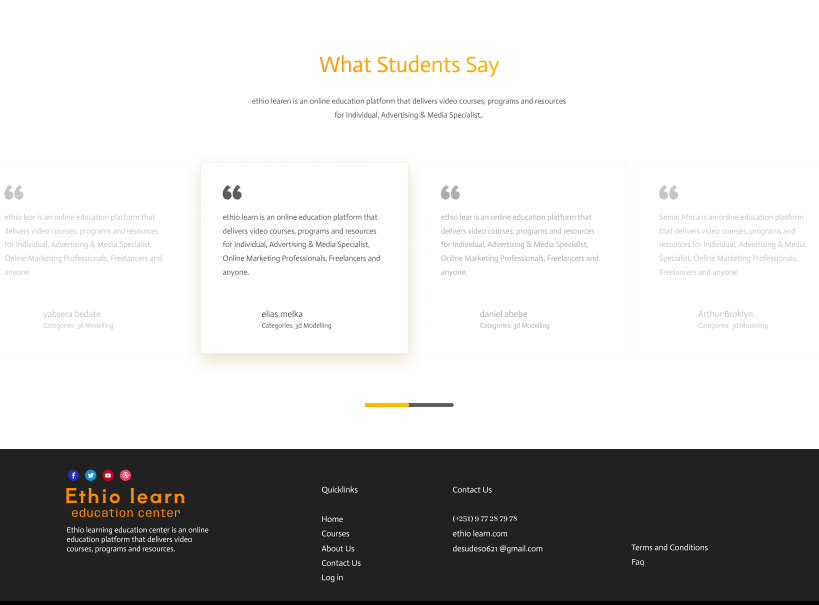 What Students Say
ethio learen is an online education platform that delivers video courses, programs and resources
for Individual, Advertising & Media Specialist,.
ethio lear is an online education platform that
delivers video courses, programs and resources
for Individual, Advertising & Media Specialist,
Online Marketing Professionals, Freelancers and
anyone.
yabsera bedate
Categories: 3d Modelling
ethio learn is an online education platform that
delivers video courses, programs and resources
for Individual, Advertising & Media Specialist,
Online Marketing Professionals, Freelancers and
anyone.
elias melka
Categories: 3d Modelling
ethio lear is an online education platform that
delivers video courses, programs and resources
for Individual, Advertising & Media Specialist,
Online Marketing Professionals, Freelancers and
anyone.
daniel abebe
Categories: 3d Modelling
Semaj Africa is an online education platform
that delivers video courses, programs and
resources for Individual, Advertising & Media
Specialist, Online Marketing Professionals,
Freelancers and anyone.
Arthur Broklyn
Categories: 3d Modelling
Ethio learn
education center
Ethio learning education center is an online
education platform that delivers video
courses, programs and resources.
Quicklinks
Home
Courses
About Us
Contact Us
Log in
Contact Us
(+251) 9 77 28 79 78
ethio learn.com
desudes0621 @gmail.com
Terms and Conditions
Faq